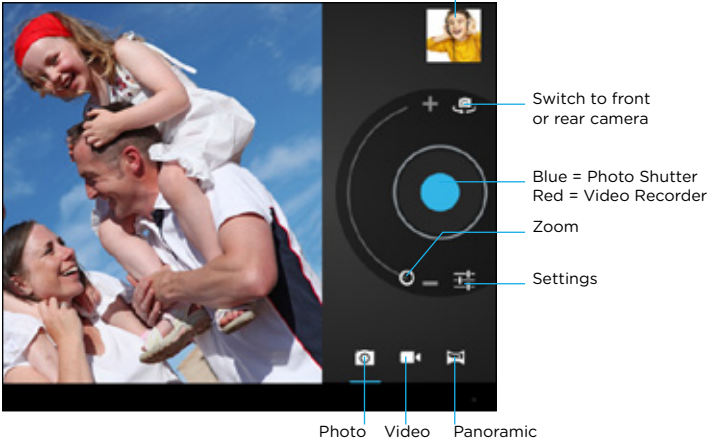 Switch to front
or rear camera
Blue = Photo Shutter
Red = Video Recorder
Zoom
Settings
Photo Video Panoramic